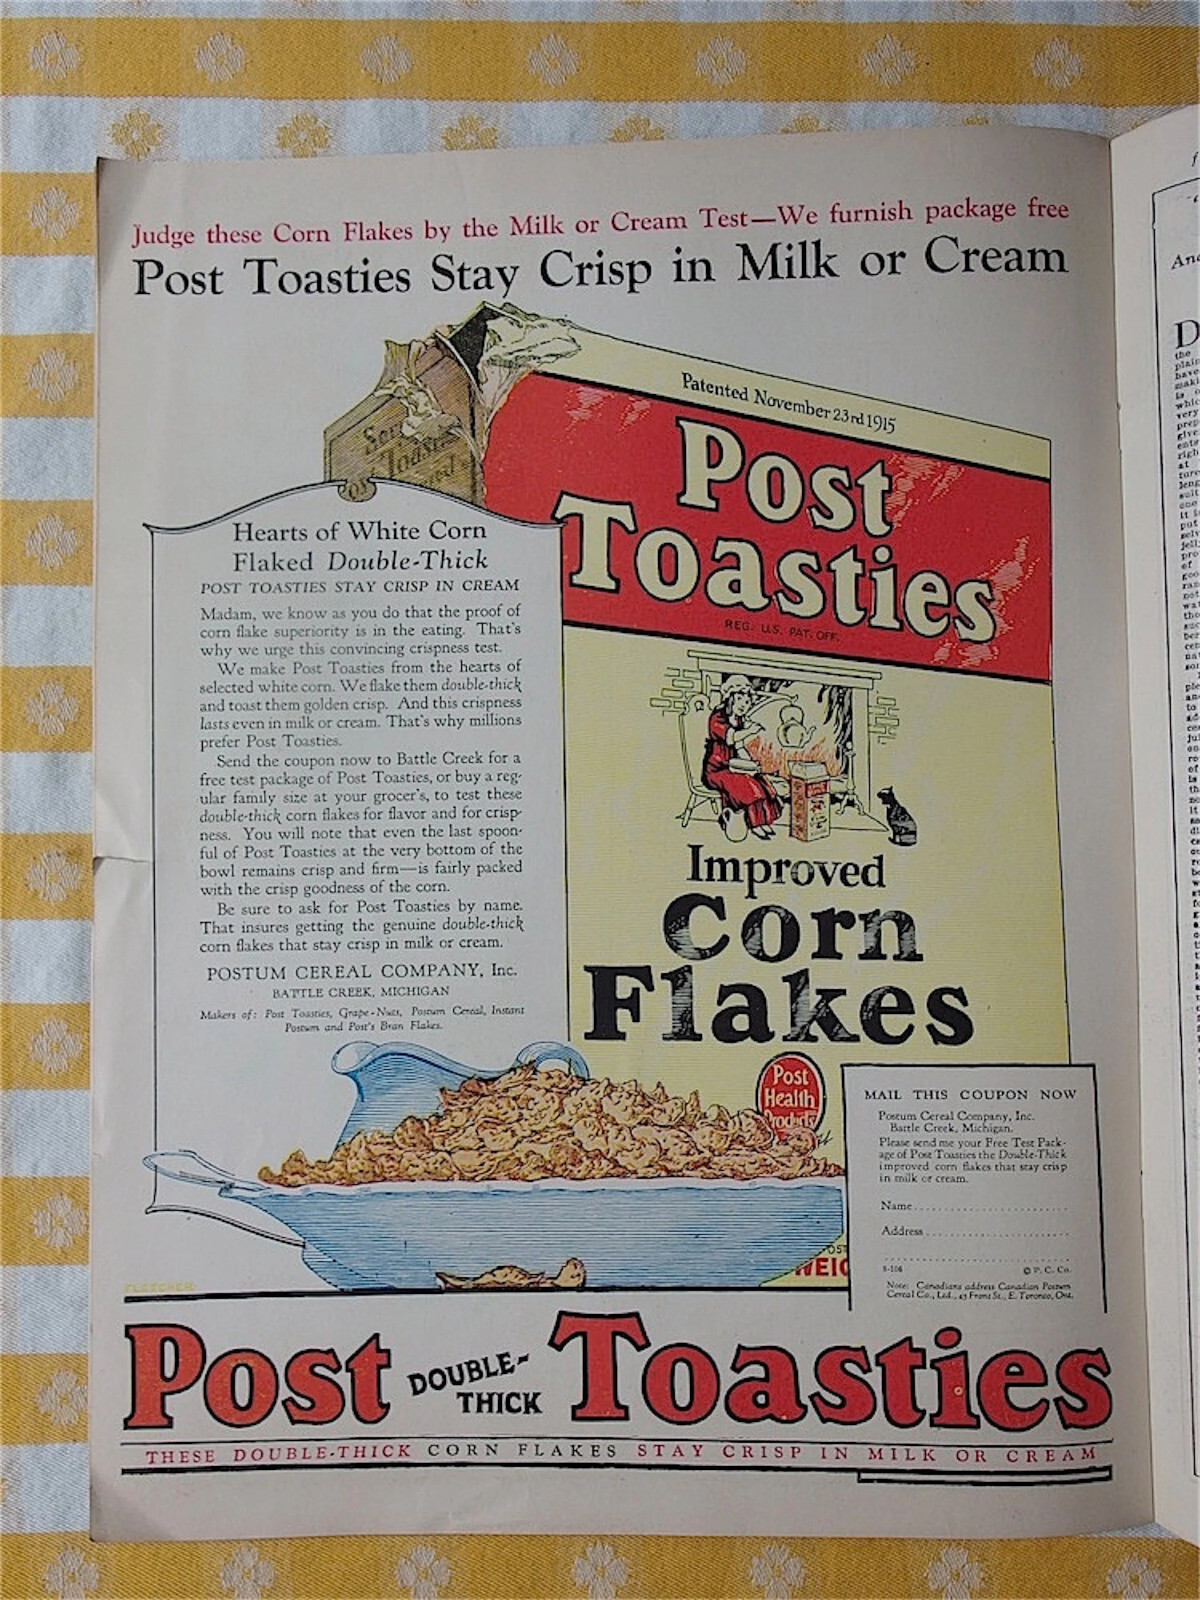 Judge these Corn Flakes by the Milk or Cream Test—We furnish package free
Post Toasties Stay Crisp in Milk or Cream
Patented November 23rd 1915
Post
Toasties
REG. U.S. PAT. OFF.
Improved
Corn
Flakes
Post
Health
Products
Hearts of White Corn
Flaked Double-Thick
POST TOASTIES STAY CRISP IN CREAM
Madam, we know as you do that the proof of
corn flake superiority is in the eating. That's
why we urge this convincing crispness test.
We make Post Toasties from the hearts of
selected white corn. We flake them double-thick
and toast them golden crisp. And this crispness
lasts even in milk or cream. That's why millions
prefer Post Toasties.
Send the coupon now to Battle Creek for a
free test package of Post Toasties, or buy a reg-
ular family size at your grocer's, to test these
double-thick corn flakes for flavor and for crisp-
ness. You will note that even the last spoon-
ful of Post Toasties at the very bottom of the
bowl remains crisp and firm—is fairly packed
with the crisp goodness of the corn.
Be sure to ask for Post Toasties by name.
That insures getting the genuine double-thick
corn flakes that stay crisp in milk or cream.
POSTUM CEREAL COMPANY, Inc.
BATTLE CREEK, MICHIGAN
Makers of: Post Toasties, Grape-Nuts, Postum Cereal, Instant
Postum and Post's Bran Flakes.
MAIL THIS COUPON NOW
Postum Cereal Company, Inc.
Battle Creek, Michigan.
Please send me your Free Test Pack-
age of Post Toasties the Double-Thick
improved corn flakes that stay crisp
in milk or cream.
Name
Address
8-106 © P. C. Co.
Note: Canadians address Canadian Postum
Cereal Co., Ltd., 45 Front St., E. Toronto, Ont.
FLETCHER
Post DOUBLE-THICK Toasties
THESE DOUBLE-THICK CORN FLAKES STAY CRISP IN MILK OR CREAM